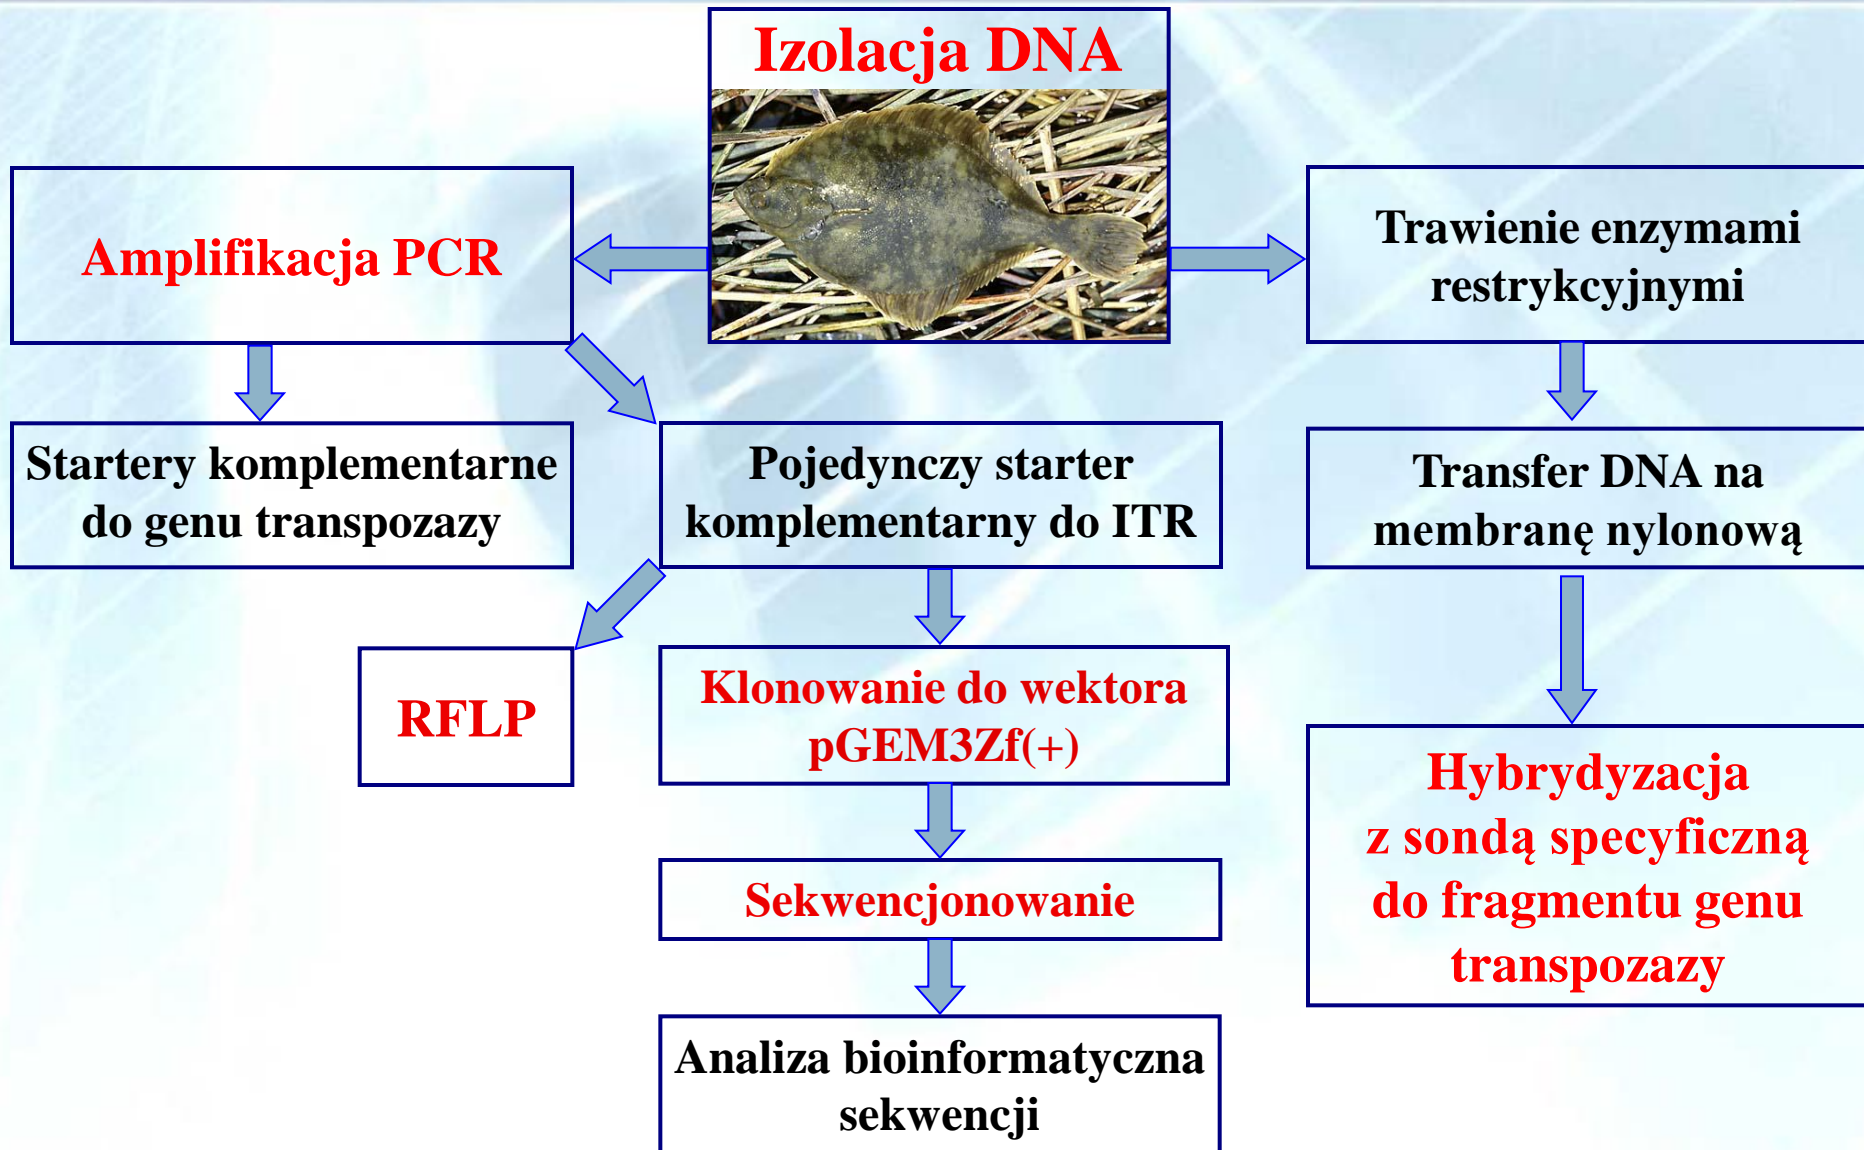 Izolacja DNA
Amplifikacja PCR
Trawienie enzymami
restrykcyjnymi
Startery komplementarne
do genu transpozazy
Pojedynczy starter
komplementarny do ITR
Transfer DNA na
membranę nylonową
RFLP
Klonowanie do wektora
pGEM3Zf(+)
Hybrydyzacja
z sondą specyficzną
do fragmentu genu
transpozazy
Sekwencjonowanie
Analiza bioinformatyczna
sekwencji